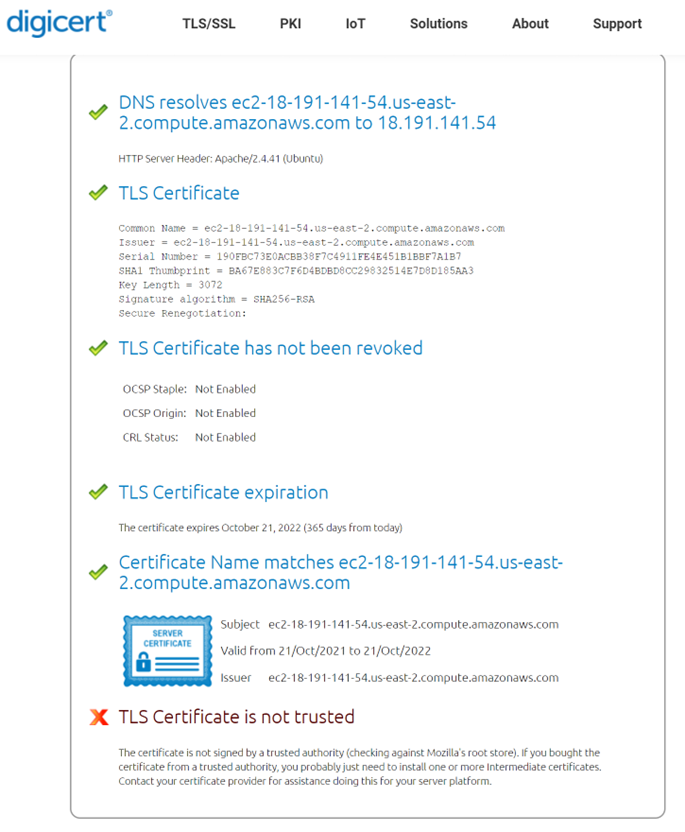 digicert®
TLS/SSL PKI IoT Solutions About Support
DNS resolves ec2-18-191-141-54.us-east-
2.compute.amazonaws.com to 18.191.141.54
HTTP Server Header: Apache/2.4.41 (Ubuntu)
TLS Certificate
Common Name = ec2-18-191-141-54.us-east-2.compute.amazonaws.com
Issuer = ec2-18-191-141-54.us-east-2.compute.amazonaws.com
Serial Number = 190FBC73E0ACBB38F7C4911FE4E451B1BBF7A1B7
SHA1 Thumbprint = BA67E883C7F6D4BDBD8CC29832514E7D8D185AA3
Key Length = 3072
Signature algorithm = SHA256-RSA
Secure Renegotiation:
TLS Certificate has not been revoked
OCSP Staple: Not Enabled
OCSP Origin: Not Enabled
CRL Status: Not Enabled
TLS Certificate expiration
The certificate expires October 21, 2022 (365 days from today)
Certificate Name matches ec2-18-191-141-54.us-east-
2.compute.amazonaws.com
SERVER
CERTIFICATE
Subject ec2-18-191-141-54.us-east-2.compute.amazonaws.com
Valid from 21/Oct/2021 to 21/Oct/2022
Issuer ec2-18-191-141-54.us-east-2.compute.amazonaws.com
TLS Certificate is not trusted
The certificate is not signed by a trusted authority (checking against Mozilla's root store). If you bought the
certificate from a trusted authority, you probably just need to install one or more Intermediate certificates.
Contact your certificate provider for assistance doing this for your server platform.